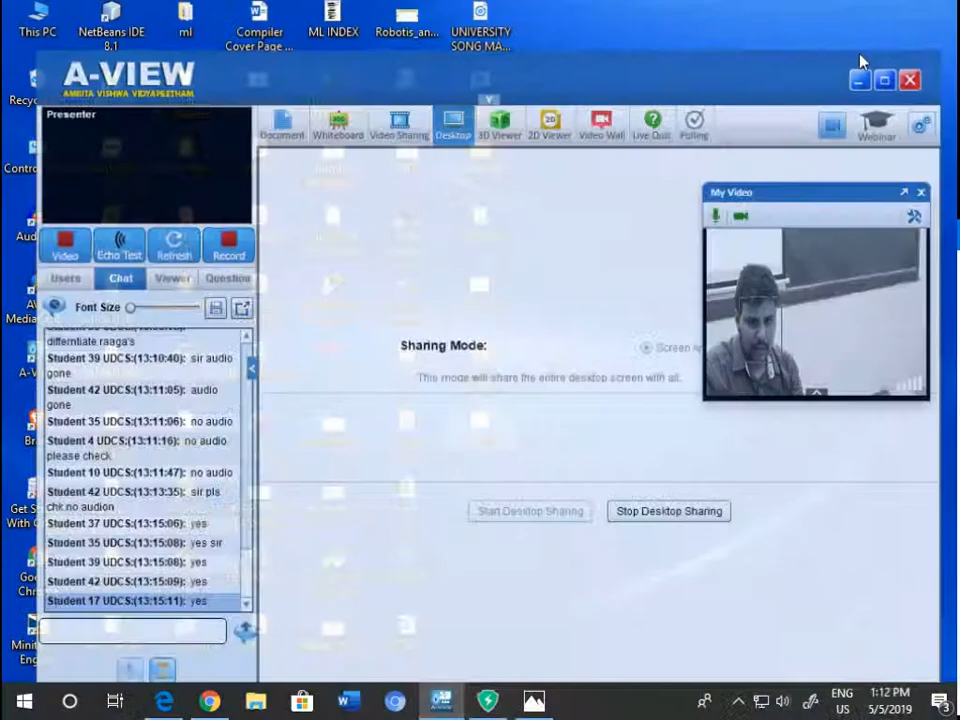 This PC
NetBeans IDE
8.1
ml
Compiler
Cover Page ...
ML INDEX
Robotis_an...
UNIVERSITY
SONG MA...
A-VIEW
AMRITA VISHWA VIDYAPEETHAM
Presenter
Document
Whiteboard
Video Sharing
Desktop
3D Viewer
2D Viewer
Video Wall
Live Quiz
Polling
Webinar
My Video
Video
Echo Test
Refresh
Record
Users
Chat
Viewer
Question
Font Size
differntiate raaga's
Student 39 UDCS:(13:10:40): sir audio
gone
Student 42 UDCS:(13:11:05): audio
gone
Student 35 UDCS:(13:11:06): no audio
Student 4 UDCS:(13:11:16): no audio
please check
Student 10 UDCS:(13:11:47): no audio
Student 42 UDCS:(13:13:35): sir pls
chk.no audion
Student 37 UDCS:(13:15:06): yes
Student 35 UDCS:(13:15:08): yes sir
Student 39 UDCS:(13:15:08): yes
Student 42 UDCS:(13:15:09): yes
Student 17 UDCS:(13:15:11): yes
Sharing Mode:
Screen
This mode will share the entire desktop screen with all.
Start Desktop Sharing
Stop Desktop Sharing
ENG
US
1:12 PM
5/5/2019
3